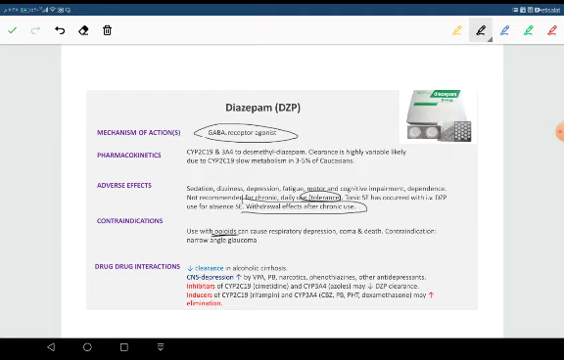 etisalat
Diazepam (DZP)
diazepam
MECHANISM OF ACTION(S)
GABA receptor agonist
PHARMACOKINETICS
CYP2C19 & 3A4 to desmethyl-diazepam. Clearance is highly variable likely
due to CYP2C19 slow metabolism in 3-5% of Caucasians.
ADVERSE EFFECTS
Sedation, dizziness, depression, fatigue, motor and cognitive impairment, dependence.
Not recommended for chronic, daily use (tolerance). Tonic SE has occurred with i.v. DZP
use for absence SE. Withdrawal effects after chronic use.
CONTRAINDICATIONS
Use with opioids can cause respiratory depression, coma & death. Contraindication:
narrow angle glaucoma
DRUG DRUG INTERACTIONS
↓ clearance in alcoholic cirrhosis.
CNS-depression ↑ by VPA, PB, narcotics, phenothiazines, other antidepressants.
Inhibitors of CYP2C19 (cimetidine) and CYP3A4 (azoles) may ↓ DZP clearance.
Inducers of CYP2C19 (rifampin) and CYP3A4 (CBZ, PB, PHT, dexamethasone) may ↑
elimination.